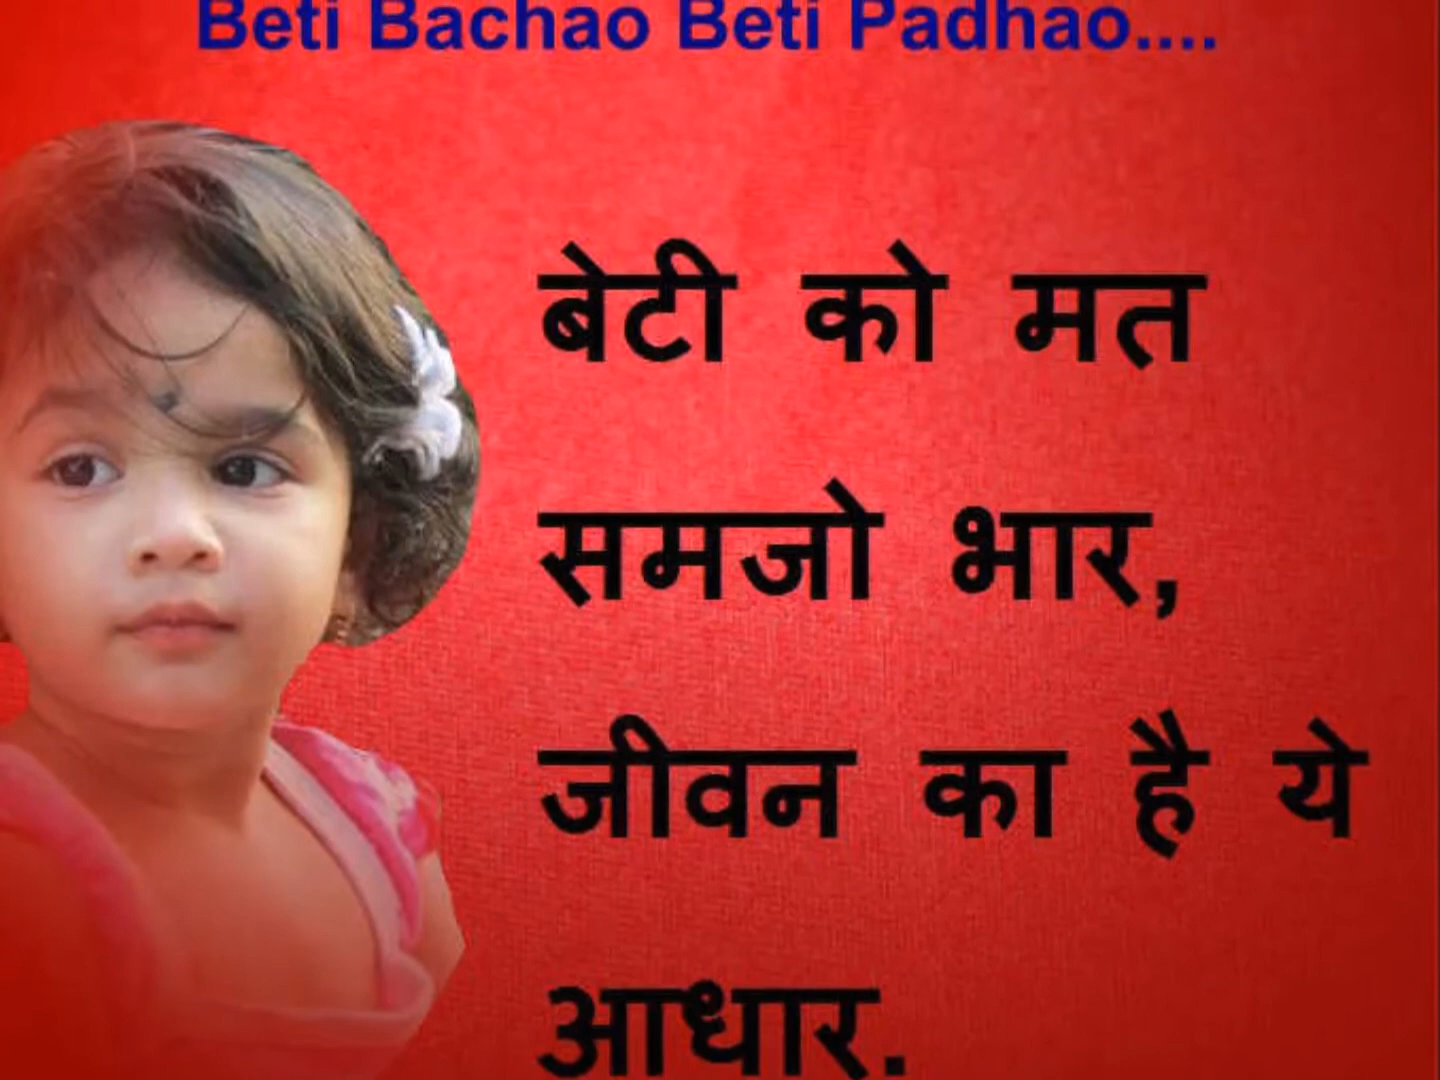 Beti Bachao Beti Padhao....
बेटी को मत
समजो भार,
जीवन का है ये
आधार.